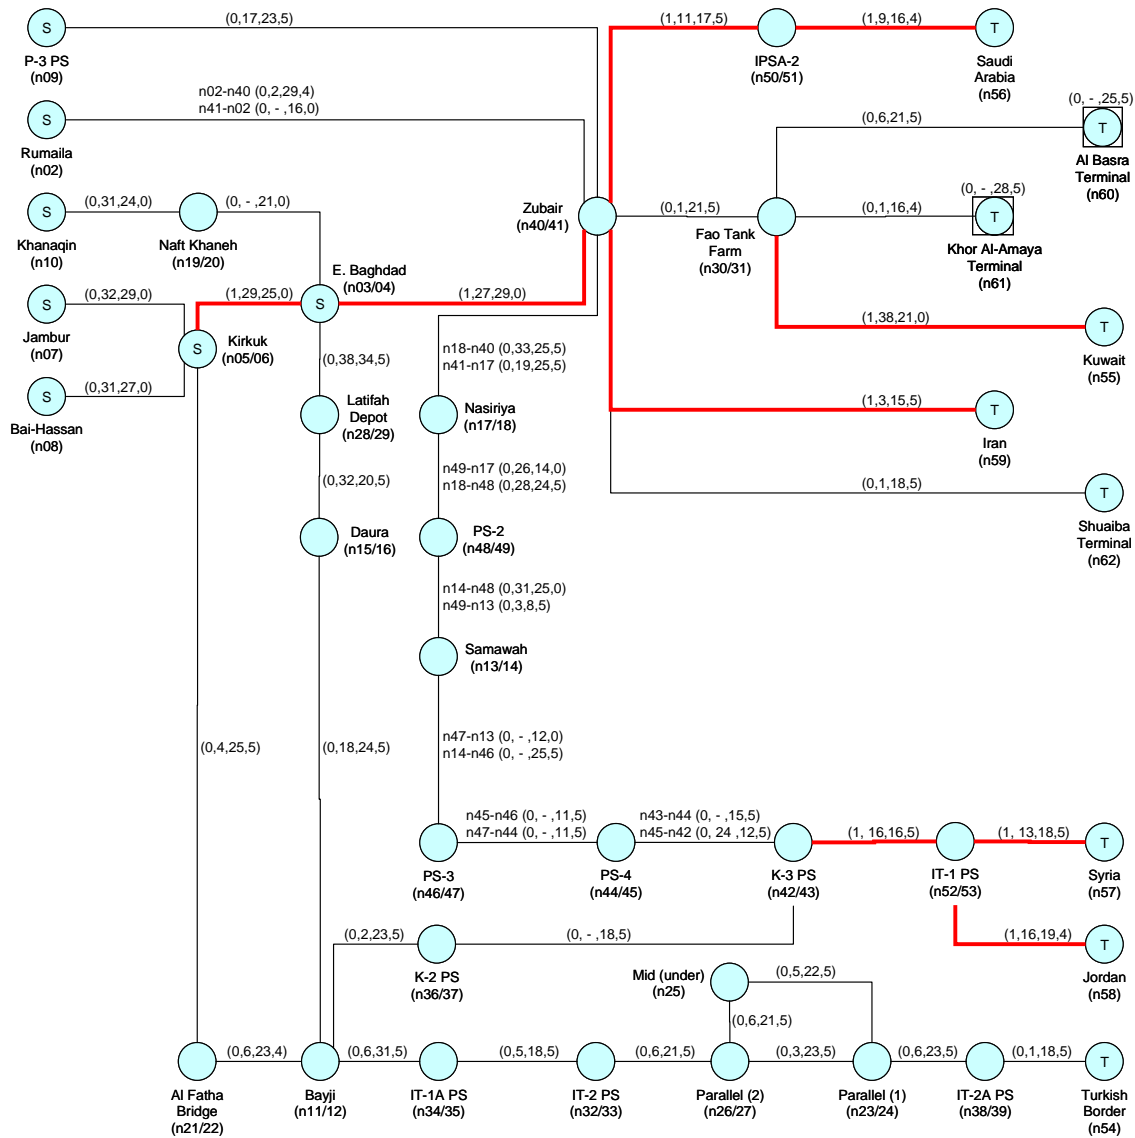 (0,17,23,5)
(1,11,17,5)
(1,9,16,4)
S
T
P-3 PS
(n09)
IPSA-2
(n50/51)
Saudi
Arabia
(n56)
n02-n40 (0,2,29,4)
n41-n02 (0, - ,16,0)
(0, - ,25,5)
(0,6,21,5)
S
T
Rumaila
(n02)
Al Basra
Terminal
(n60)
(0,31,24,0)
(0, - ,21,0)
(0, - ,28,5)
S
Zubair
(n40/41)
(0,1,21,5)
(0,1,16,4)
T
Khanaqin
(n10)
Naft Khaneh
(n19/20)
Fao Tank
Farm
(n30/31)
Khor Al-Amaya
Terminal
(n61)
E. Baghdad
(n03/04)
(0,32,29,0)
(1,29,25,0)
(1,27,29,0)
S
S
(1,38,21,0)
T
Jambur
(n07)
S
Kirkuk
(n05/06)
Kuwait
(n55)
(0,38,34,5)
n18-n40 (0,33,25,5)
n41-n17 (0,19,25,5)
(0,31,27,0)
S
(1,3,15,5)
T
Bai-Hassan
(n08)
Latifah
Depot
(n28/29)
Nasiriya
(n17/18)
Iran
(n59)
(0,32,20,5)
n49-n17 (0,26,14,0)
n18-n48 (0,28,24,5)
(0,1,18,5)
T
Shuaiba
Terminal
(n62)
Daura
(n15/16)
PS-2
(n48/49)
n14-n48 (0,31,25,0)
n49-n13 (0,3,8,5)
Samawah
(n13/14)
(0,4,25,5)
(0,18,24,5)
n47-n13 (0, - ,12,0)
n14-n46 (0, - ,25,5)
n45-n46 (0, - ,11,5)
n47-n44 (0, - ,11,5)
n43-n44 (0, - ,15,5)
n45-n42 (0, 24 ,12,5)
(1, 16,16,5)
(1, 13,18,5)
T
PS-3
(n46/47)
PS-4
(n44/45)
K-3 PS
(n42/43)
IT-1 PS
(n52/53)
Syria
(n57)
(0,2,23,5)
(0, - ,18,5)
(1,16,19,4)
T
K-2 PS
(n36/37)
Mid (under)
(n25)
(0,5,22,5)
Jordan
(n58)
(0,6,21,5)
(0,6,23,4)
(0,6,31,5)
(0,5,18,5)
(0,6,21,5)
(0,3,23,5)
(0,6,23,5)
(0,1,18,5)
T
Al Fatha
Bridge
(n21/22)
Bayji
(n11/12)
IT-1A PS
(n34/35)
IT-2 PS
(n32/33)
Parallel (2)
(n26/27)
Parallel (1)
(n23/24)
IT-2A PS
(n38/39)
Turkish
Border
(n54)